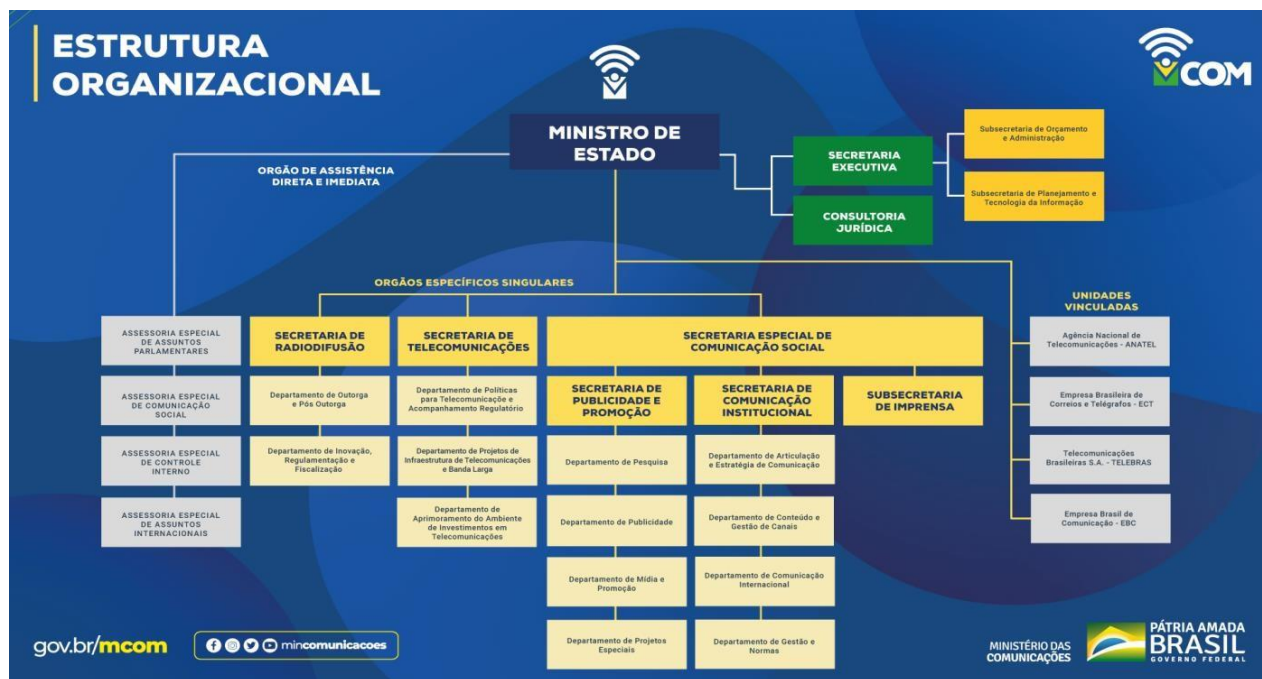 ESTRUTURA
ORGANIZACIONAL
COM
MINISTRO DE
ESTADO
ORGÃO DE ASSISTÊNCIA
DIRETA E IMEDIATA
SECRETARIA
EXECUTIVA
CONSULTORIA
JURÍDICA
Subsecretaria de Orçamento
e Administração
Subsecretaria de Planejamento e
Tecnologia da Informação
ORGÃOS ESPECÍFICOS SINGULARES
UNIDADES
VINCULADAS
ASSESSORIA ESPECIAL
DE ASSUNTOS
PARLAMENTARES
ASSESSORIA ESPECIAL
DE COMUNICAÇÃO
SOCIAL
ASSESSORIA ESPECIAL
DE CONTROLE
INTERNO
ASSESSORIA ESPECIAL
DE ASSUNTOS
INTERNACIONAIS
SECRETARIA DE
RADIODIFUSÃO
Departamento de Outorga
e Pós Outorga
Departamento de Inovação,
Regulamentação e
Fiscalização
SECRETARIA DE
TELECOMUNICAÇÕES
Departamento de Políticas
para Telecomunicaçõe e
Acompanhamento Regulatório
Departamento de Projetos de
Infraestrutura de Telecomunicações
e Banda Larga
Departamento de
Aprimoramento do Ambiente
de Investimentos em
Telecomunicações
SECRETARIA ESPECIAL DE
COMUNICAÇÃO SOCIAL
SECRETARIA DE
PUBLICIDADE E
PROMOÇÃO
Departamento de Pesquisa
Departamento de Publicidade
Departamento de Mídia e
Promoção
Departamento de Projetos
Especiais
SECRETARIA DE
COMUNICAÇÃO
INSTITUCIONAL
Departamento de Articulação
e Estratégia de Comunicação
Departamento de Conteúdo e
Gestão de Canais
Departamento de Comunicação
Internacional
Departamento de Gestão e
Normas
SUBSECRETARIA
DE IMPRENSA
Agência Nacional de
Telecomunicações - ANATEL
Empresa Brasileira de
Correios e Telégrafos - ECT
Telecomunicações
Brasileiras S.A. - TELEBRAS
Empresa Brasil de
Comunicação - EBC
gov.br/mcom
mincomunicacoes
MINISTÉRIO DAS
COMUNICAÇÕES
PÁTRIA AMADA
BRASIL
GOVERNO FEDERAL